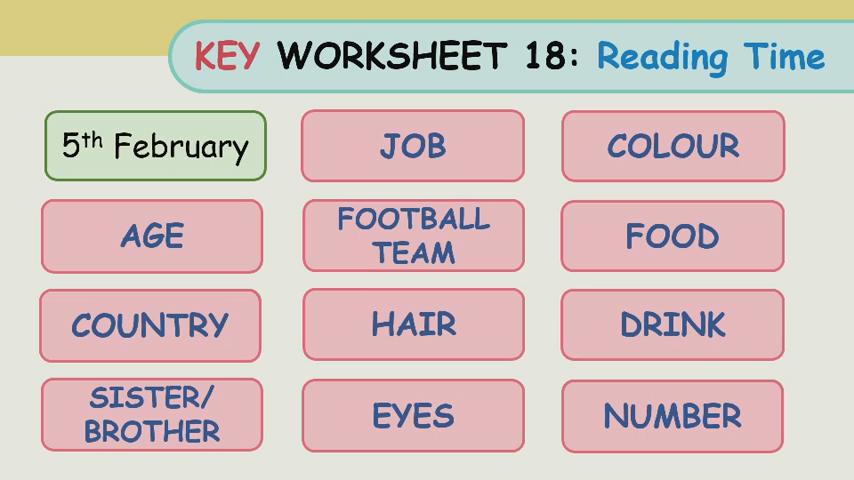 KEY WORKSHEET 18: Reading Time
5th February
JOB
COLOUR
AGE
FOOTBALL
TEAM
FOOD
COUNTRY
HAIR
DRINK
SISTER/
BROTHER
EYES
NUMBER